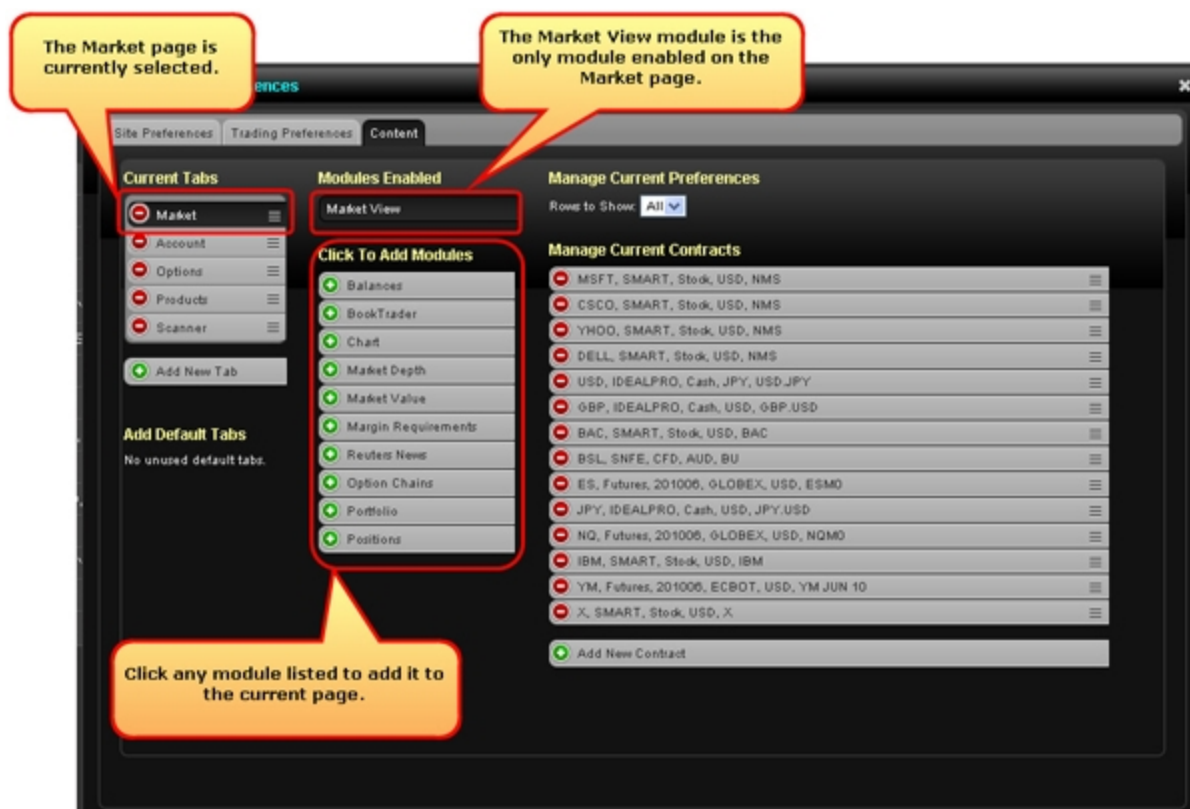 The Market page is
currently selected.
The Market View module is the
only module enabled on the
Market page.
ences
Site Preferences
Trading Preferences
Content
Current Tabs
Market
Account
Options
Products
Scanner
Add New Tab
Add Default Tabs
No unused default tabs.
Modules Enabled
Market View
Click To Add Modules
Balances
BookTrader
Chart
Market Depth
Market Value
Margin Requirements
Reuters News
Option Chains
Portfolio
Positions
Manage Current Preferences
Rows to Show: All
Manage Current Contracts
MSFT, SMART, Stock, USD, NMS
CSCO, SMART, Stock, USD, NMS
YHOO, SMART, Stock, USD, NMS
DELL, SMART, Stock, USD, NMS
USD, IDEALPRO, Cash, JPY, USD.JPY
GBP, IDEALPRO, Cash, USD, GBP.USD
BAC, SMART, Stock, USD, BAC
BSL, SNFE, CFD, AUD, BU
ES, Futures, 201006, GLOBEX, USD, ESM0
JPY, IDEALPRO, Cash, USD, JPY.USD
NQ, Futures, 201006, GLOBEX, USD, NQM0
IBM, SMART, Stock, USD, IBM
YM, Futures, 201006, ECBOT, USD, YM JUN 10
X, SMART, Stock, USD, X
Add New Contract
Click any module listed to add it to
the current page.